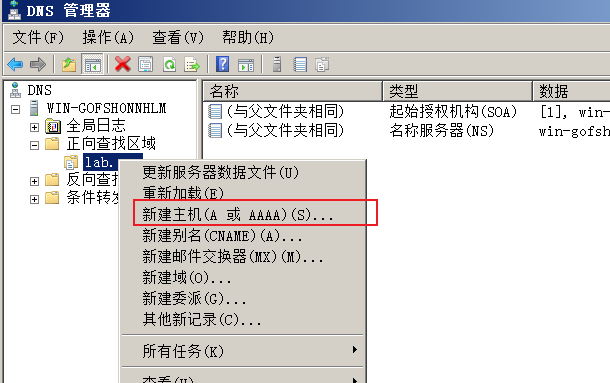 DNS 管理器
文件(F) 操作(A) 查看(V) 帮助(H)
DNS
WIN-GOFSHONNHLM
全局日志
正向查找区域
lab.
反向查找
条件转发
名称 类型 数据
(与父文件夹相同) 起始授权机构(SOA) [1], win-
(与父文件夹相同) 名称服务器(NS) win-gofsh
更新服务器数据文件(U)
重新加载(E)
新建主机(A 或 AAAA)(S)...
新建别名(CNAME)(A)...
新建邮件交换器(MX)(M)...
新建域(O)...
新建委派(G)...
其他新记录(C)...
所有任务(K)
查看(W)